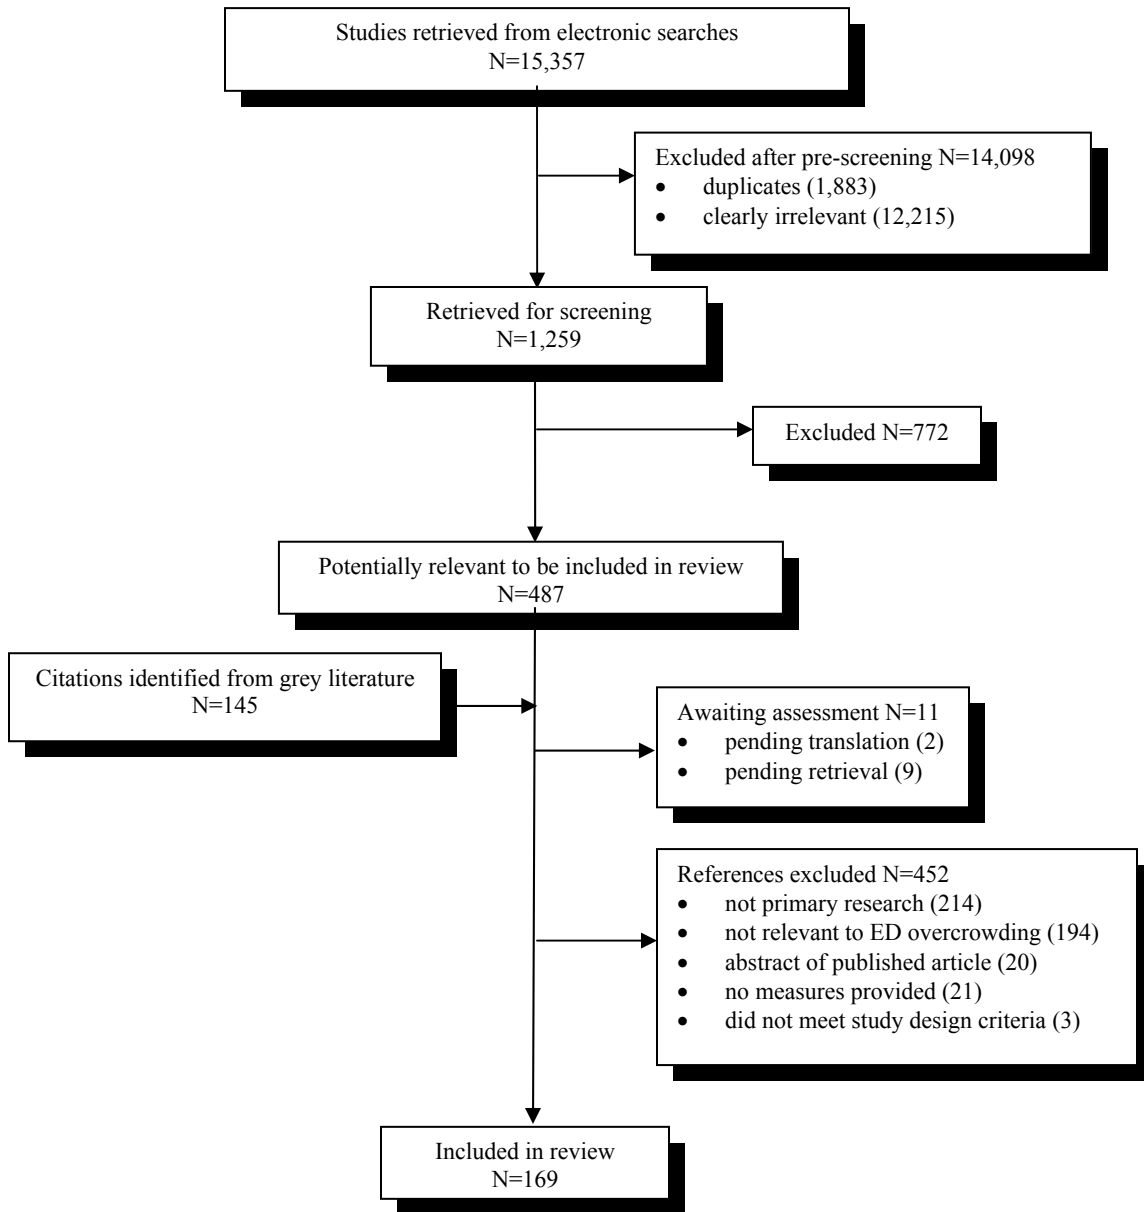 Studies retrieved from electronic searches
N=15,357
Excluded after pre-screening N=14,098
• duplicates (1,883)
• clearly irrelevant (12,215)
Retrieved for screening
N=1,259
Excluded N=772
Potentially relevant to be included in review
N=487
Citations identified from grey literature
N=145
Awaiting assessment N=11
• pending translation (2)
• pending retrieval (9)
References excluded N=452
• not primary research (214)
• not relevant to ED overcrowding (194)
• abstract of published article (20)
• no measures provided (21)
• did not meet study design criteria (3)
Included in review
N=169